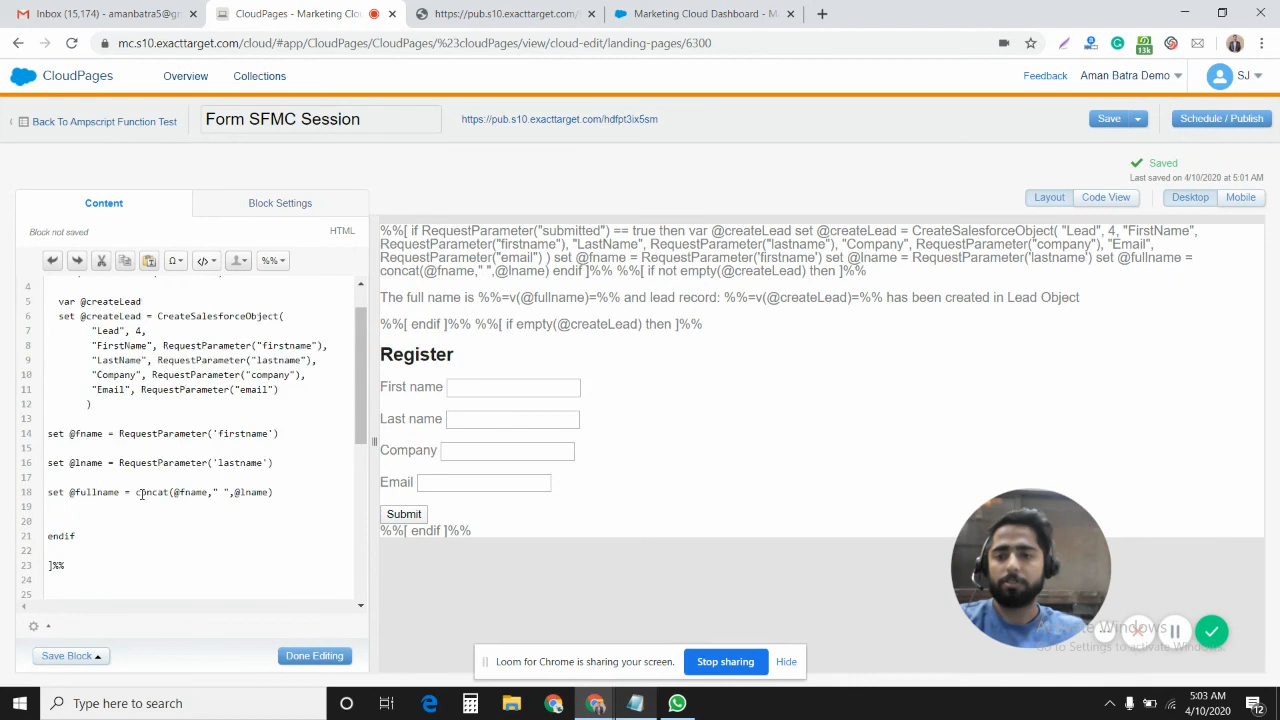 Inbox (15,174) - amanbatra5@gr
CloudPages - Marketing Clo
https://pub.s10.exacttarget.com/
Marketing Cloud Dashboard - M
mc.s10.exacttarget.com/cloud/#app/CloudPages/CloudPages/%23cloudPages/view/cloud-edit/landing-pages/6300
13k
CloudPages
Overview
Collections
Feedback
Aman Batra Demo
SJ
Back To Ampscript Function Test
Form SFMC Session
https://pub.s10.exacttarget.com/hdfpt3ix5sm
Save
Schedule / Publish
Saved
Last saved on 4/10/2020 at 5:01 AM
Content
Block Settings
Layout
Code View
Desktop
Mobile
Block not saved
HTML
4
5 var @createLead
6 set @createLead = CreateSalesforceObject(
7 "Lead", 4,
8 "FirstName", RequestParameter("firstname"),
9 "LastName", RequestParameter("lastname"),
10 "Company", RequestParameter("company"),
11 "Email", RequestParameter("email")
12 )
13
14 set @fname = RequestParameter('firstname')
15
16 set @lname = RequestParameter('lastname')
17
18 set @fullname = concat(@fname," ",@lname)
19
20
21 endif
22
23 ]%%
24
25
Save Block
Done Editing
%%[ if RequestParameter("submitted") == true then var @createLead set @createLead = CreateSalesforceObject( "Lead", 4, "FirstName",
RequestParameter("firstname"), "LastName", RequestParameter("lastname"), "Company", RequestParameter("company"), "Email",
RequestParameter("email") ) set @fname = RequestParameter('firstname') set @lname = RequestParameter('lastname') set @fullname =
concat(@fname," ",@lname) endif ]%% %%[ if not empty(@createLead) then ]%%
The full name is %%=v(@fullname)=%% and lead record: %%=v(@createLead)=%% has been created in Lead Object
%%[ endif ]%% %%[ if empty(@createLead) then ]%%
Register
First name
Last name
Company
Email
Submit
%%[ endif ]%%
Activate Windows
Go to Settings to activate Windows.
Loom for Chrome is sharing your screen.
Stop sharing
Hide
Type here to search
5:03 AM
4/10/2020
12